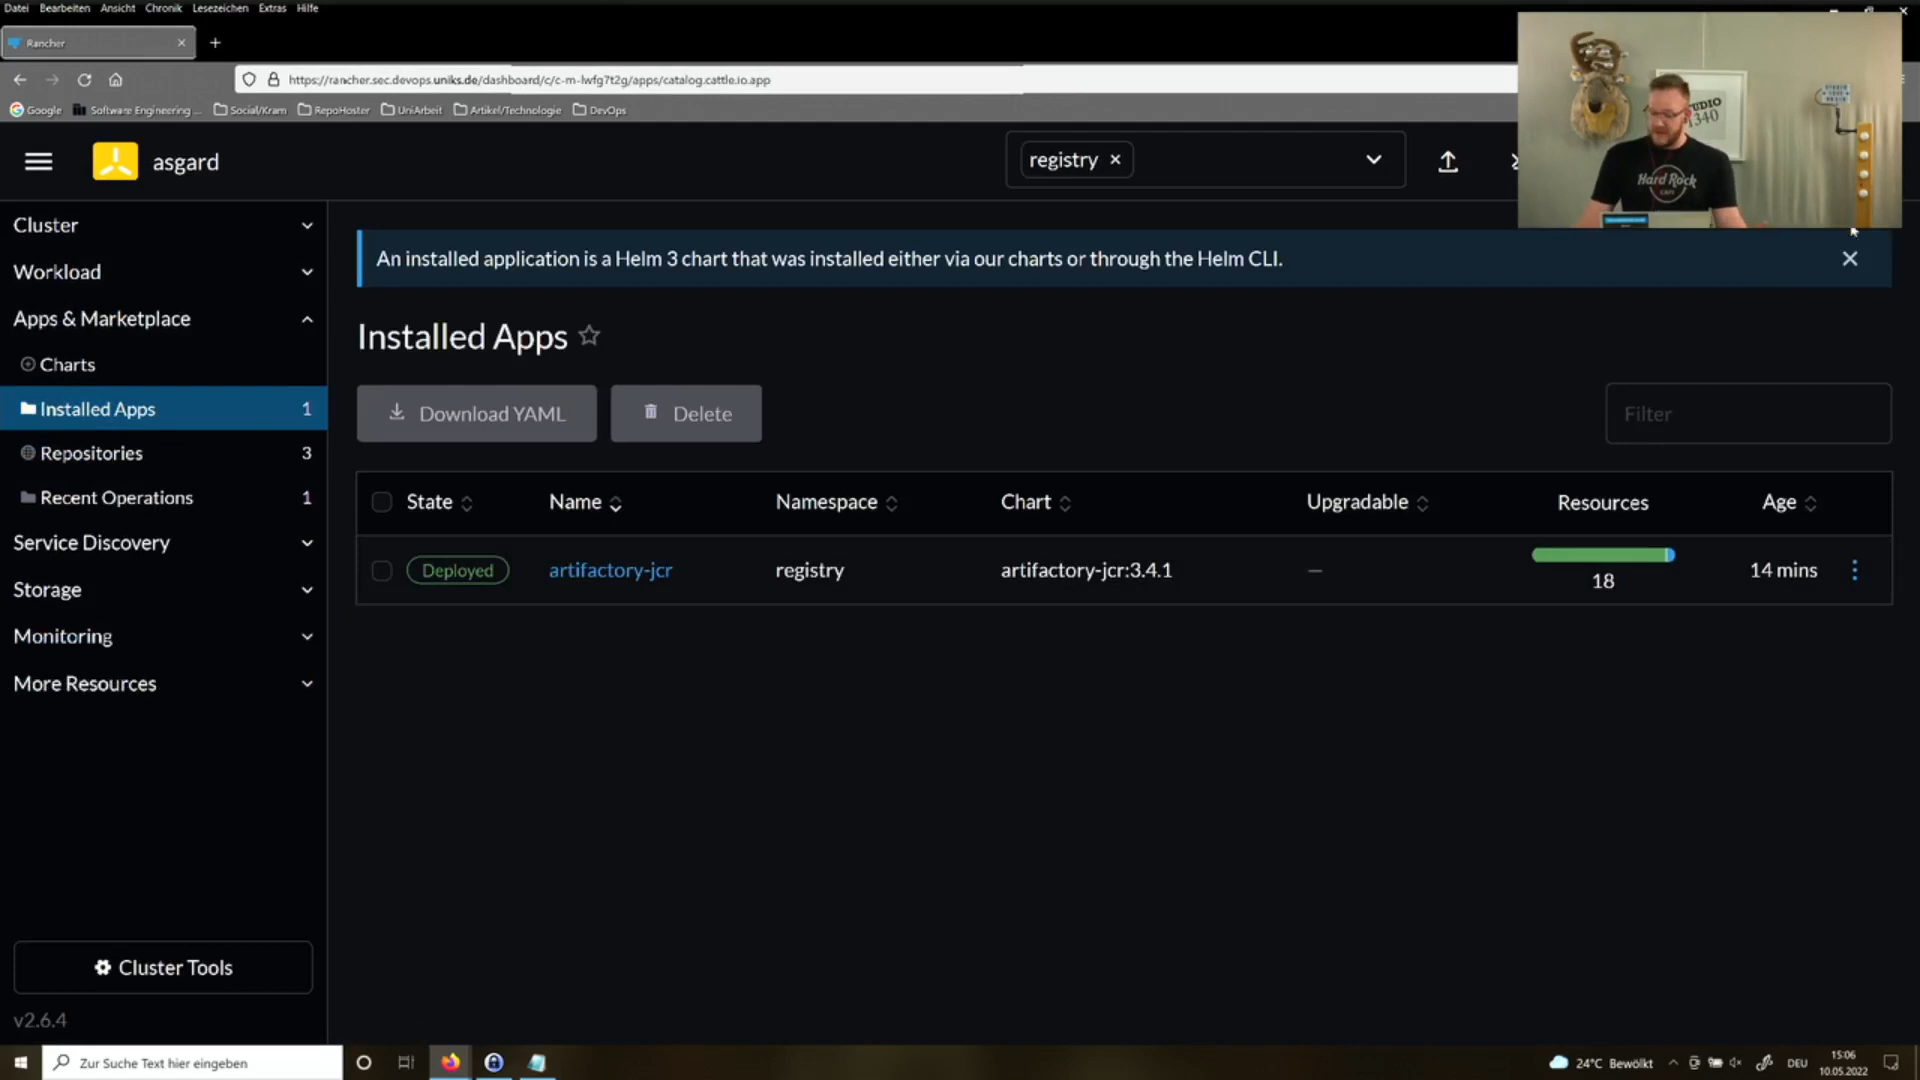 Datei Bearbeiten Ansicht Chronik Lesezeichen Extras Hilfe
Rancher
https://rancher.sec.devops.uniks.de/dashboard/c/c-m-lwfg7t2g/apps/catalog.cattle.io.app
Google Software Engineering ... Social/Kram RepoHoster UniArbeit Artikel/Technologie DevOps
asgard
registry
STUDIO
1340
Hard Rock
CAFE
Cluster
Workload
Apps & Marketplace
Charts
Installed Apps 1
Repositories 3
Recent Operations 1
Service Discovery
Storage
Monitoring
More Resources
Cluster Tools
v2.6.4
An installed application is a Helm 3 chart that was installed either via our charts or through the Helm CLI.
Installed Apps
Download YAML Delete
Filter
State Name Namespace Chart Upgradable Resources Age
Deployed artifactory-jcr registry artifactory-jcr:3.4.1 — 18 14 mins
Zur Suche Text hier eingeben
24°C Bewölkt DEU 15:06
10.05.2022